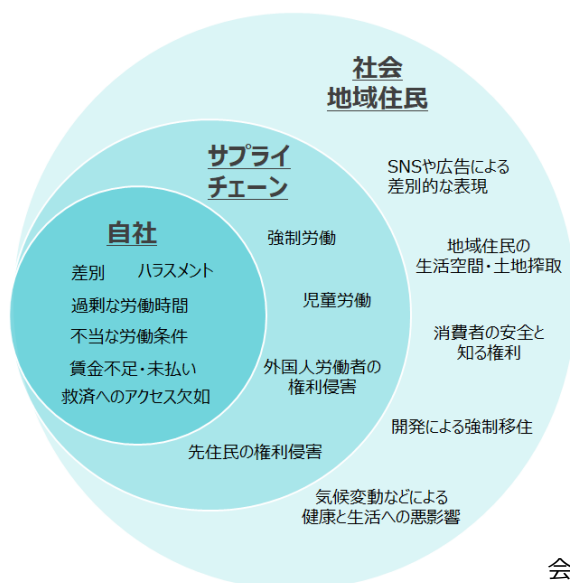 社会
地域住民
サプライ
チェーン
自社
SNSや広告による
差別的な表現
強制労働
地域住民の
生活空間・土地搾取
差別 ハラスメント
過剰な労働時間
児童労働
不当な労働条件
消費者の安全と
知る権利
賃金不足・未払い
外国人労働者の
権利侵害
救済へのアクセス欠如
開発による強制移住
先住民の権利侵害
気候変動などによる
健康と生活への悪影響
会